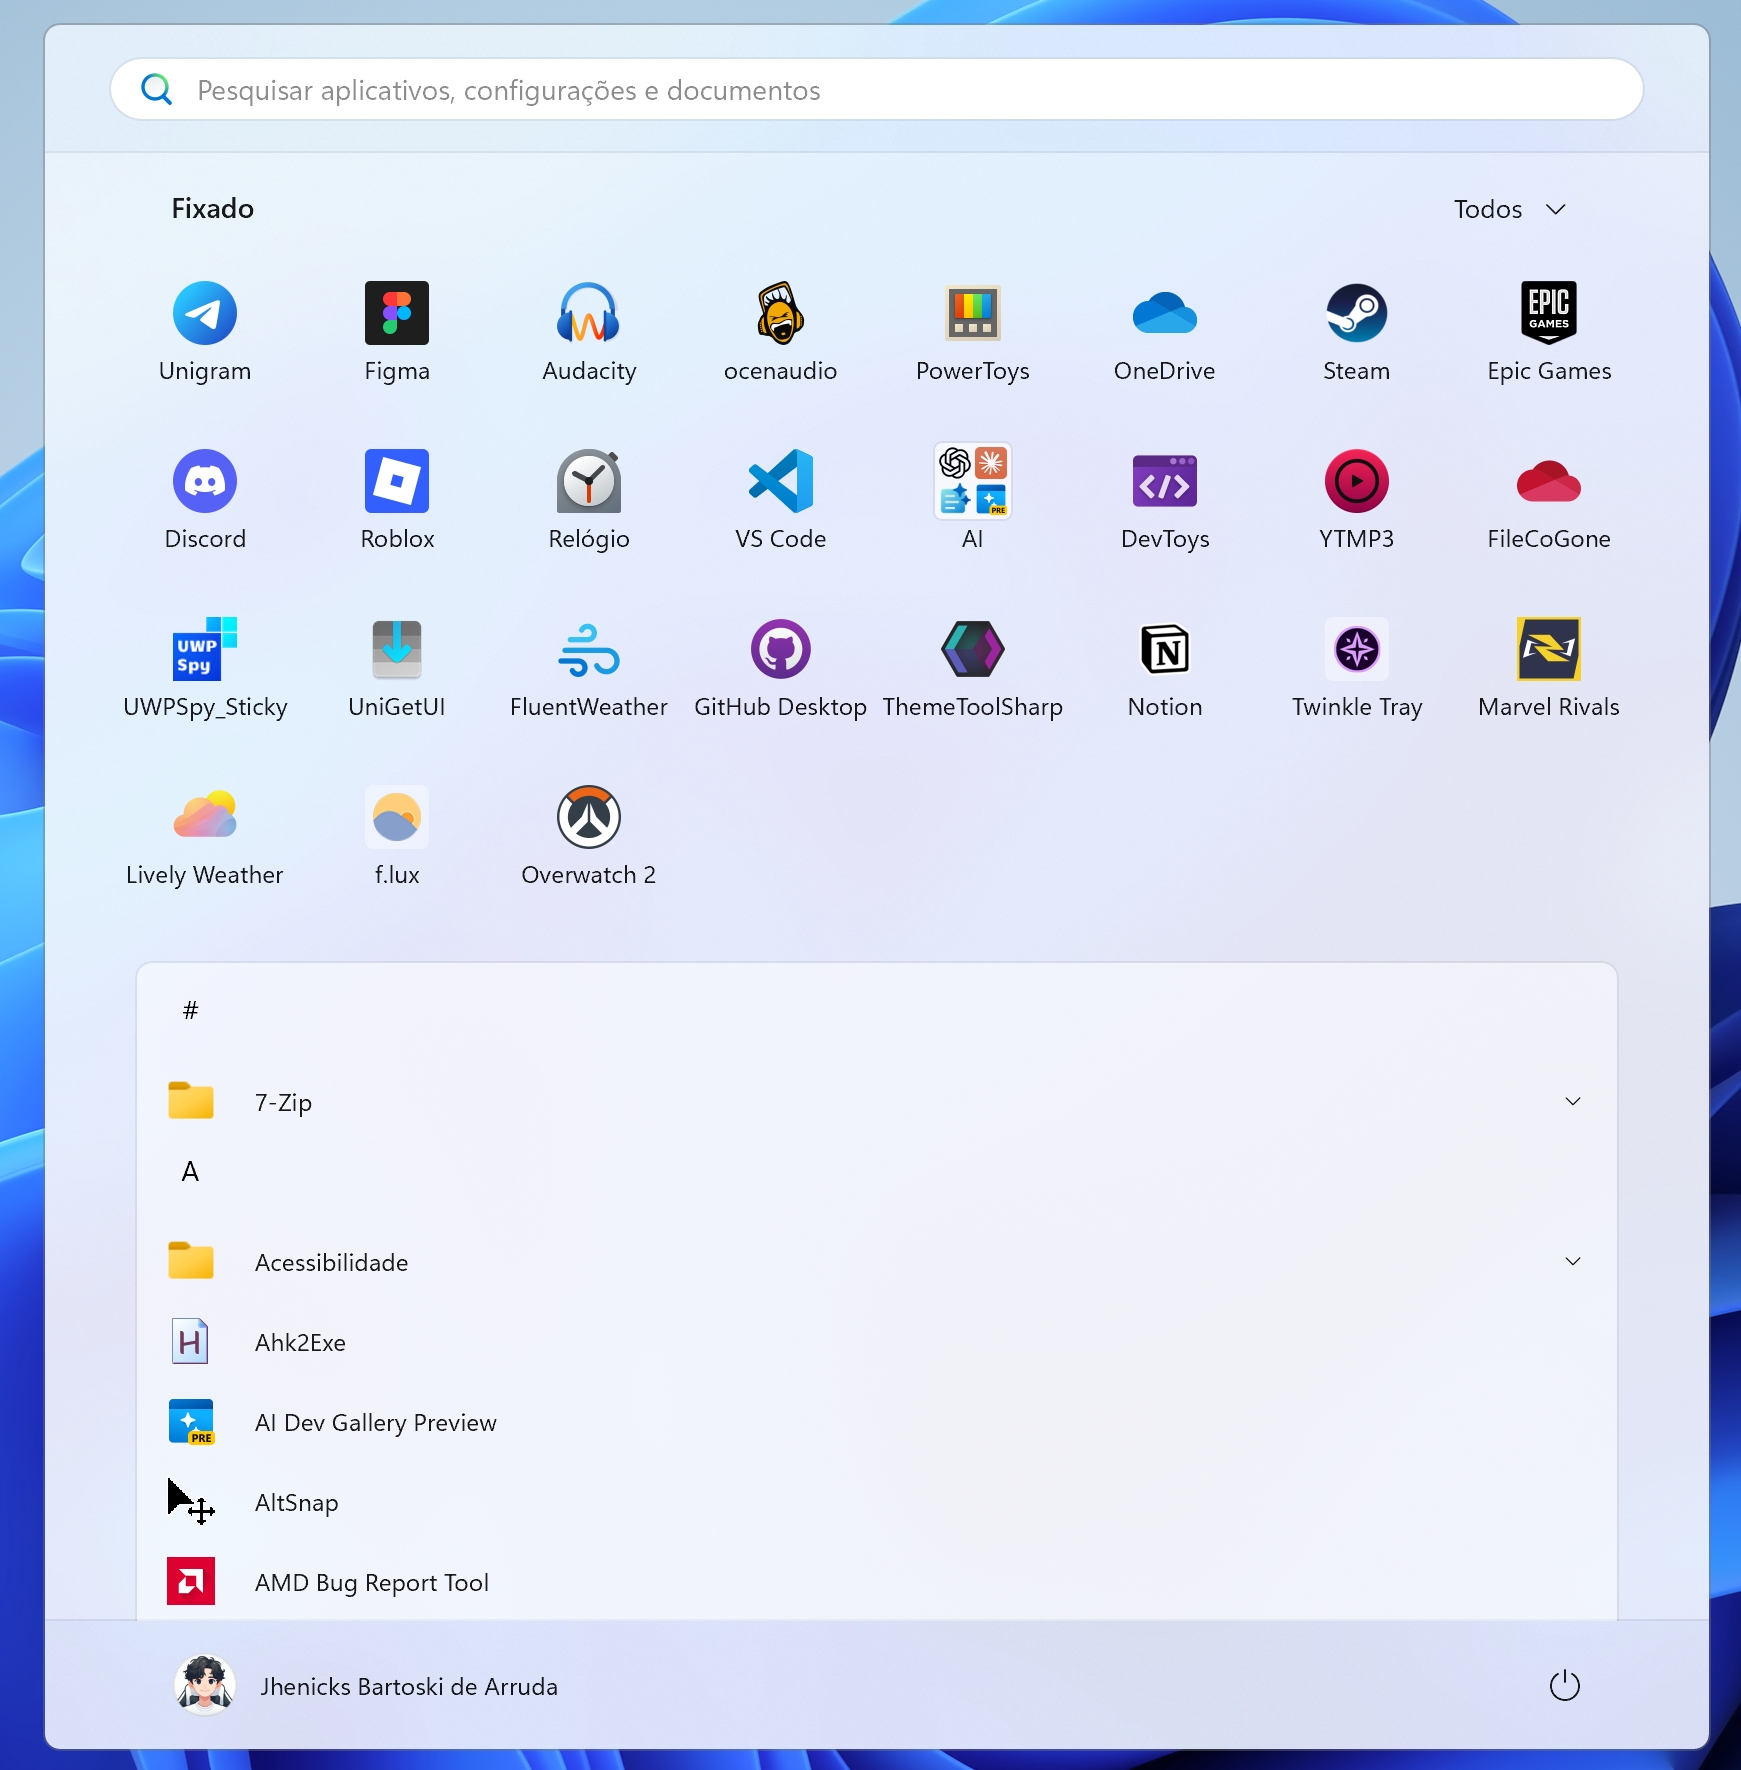 Pesquisar aplicativos, configurações e documentos
Fixado
Todos
EPIC
GAMES
Unigram
Figma
Audacity
ocenaudio
PowerToys
OneDrive
Steam
Epic Games
PRE
Discord
Roblox
Relógio
VS Code
AI
DevToys
YTMP3
FileCoGone
UWP
Spy
UWPSpy_Sticky
UniGetUI
FluentWeather
GitHub Desktop
ThemeToolSharp
Notion
Twinkle Tray
Marvel Rivals
Lively Weather
f.lux
Overwatch 2
#
7-Zip
A
Acessibilidade
H
Ahk2Exe
PRE
AI Dev Gallery Preview
AltSnap
AMD Bug Report Tool
Jhenicks Bartoski de Arruda